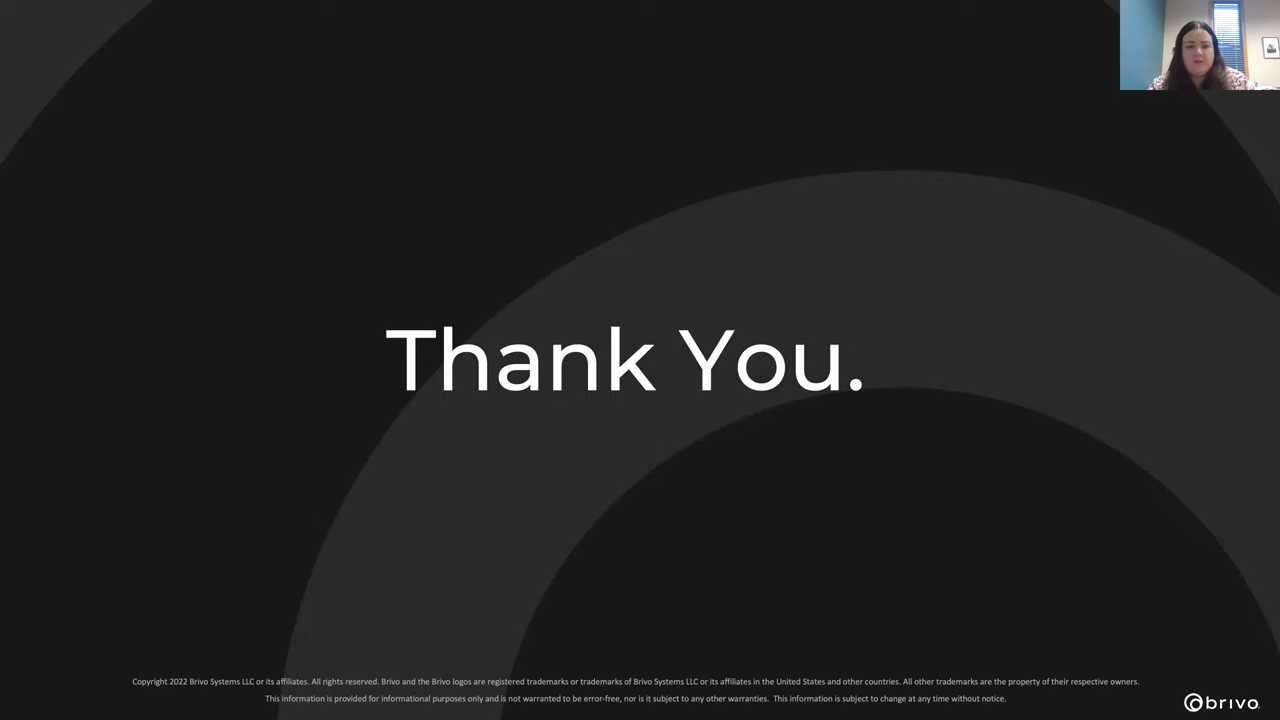 Thank You.
Copyright 2022 Brivo Systems LLC or its affiliates. All rights reserved. Brivo and the Brivo logos are registered trademarks or trademarks of Brivo Systems LLC or its affiliates in the United States and other countries. All other trademarks are the property of their respective owners.
This information is provided for informational purposes only and is not warranted to be error-free, nor is it subject to any other warranties. This information is subject to change at any time without notice.
brivo